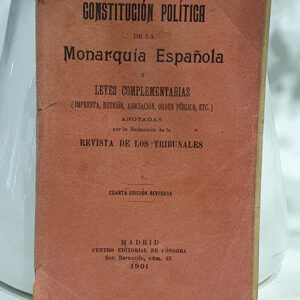 CONSTITUCIÓN POLÍTICA
DE LA
Monarquía Española
Y
LEYES COMPLEMENTARIAS
(IMPRENTA, REUNIÓN, ASOCIACIÓN, ORDEN PÚBLICO, ETC.)
ANOTADAS
por la Redacción de la
REVISTA DE LOS TRIBUNALES
CUARTA EDICIÓN REVISADA
MADRID
CENTRO EDITORIAL DE GÓNGORA
San Bernardo, núm.
1901